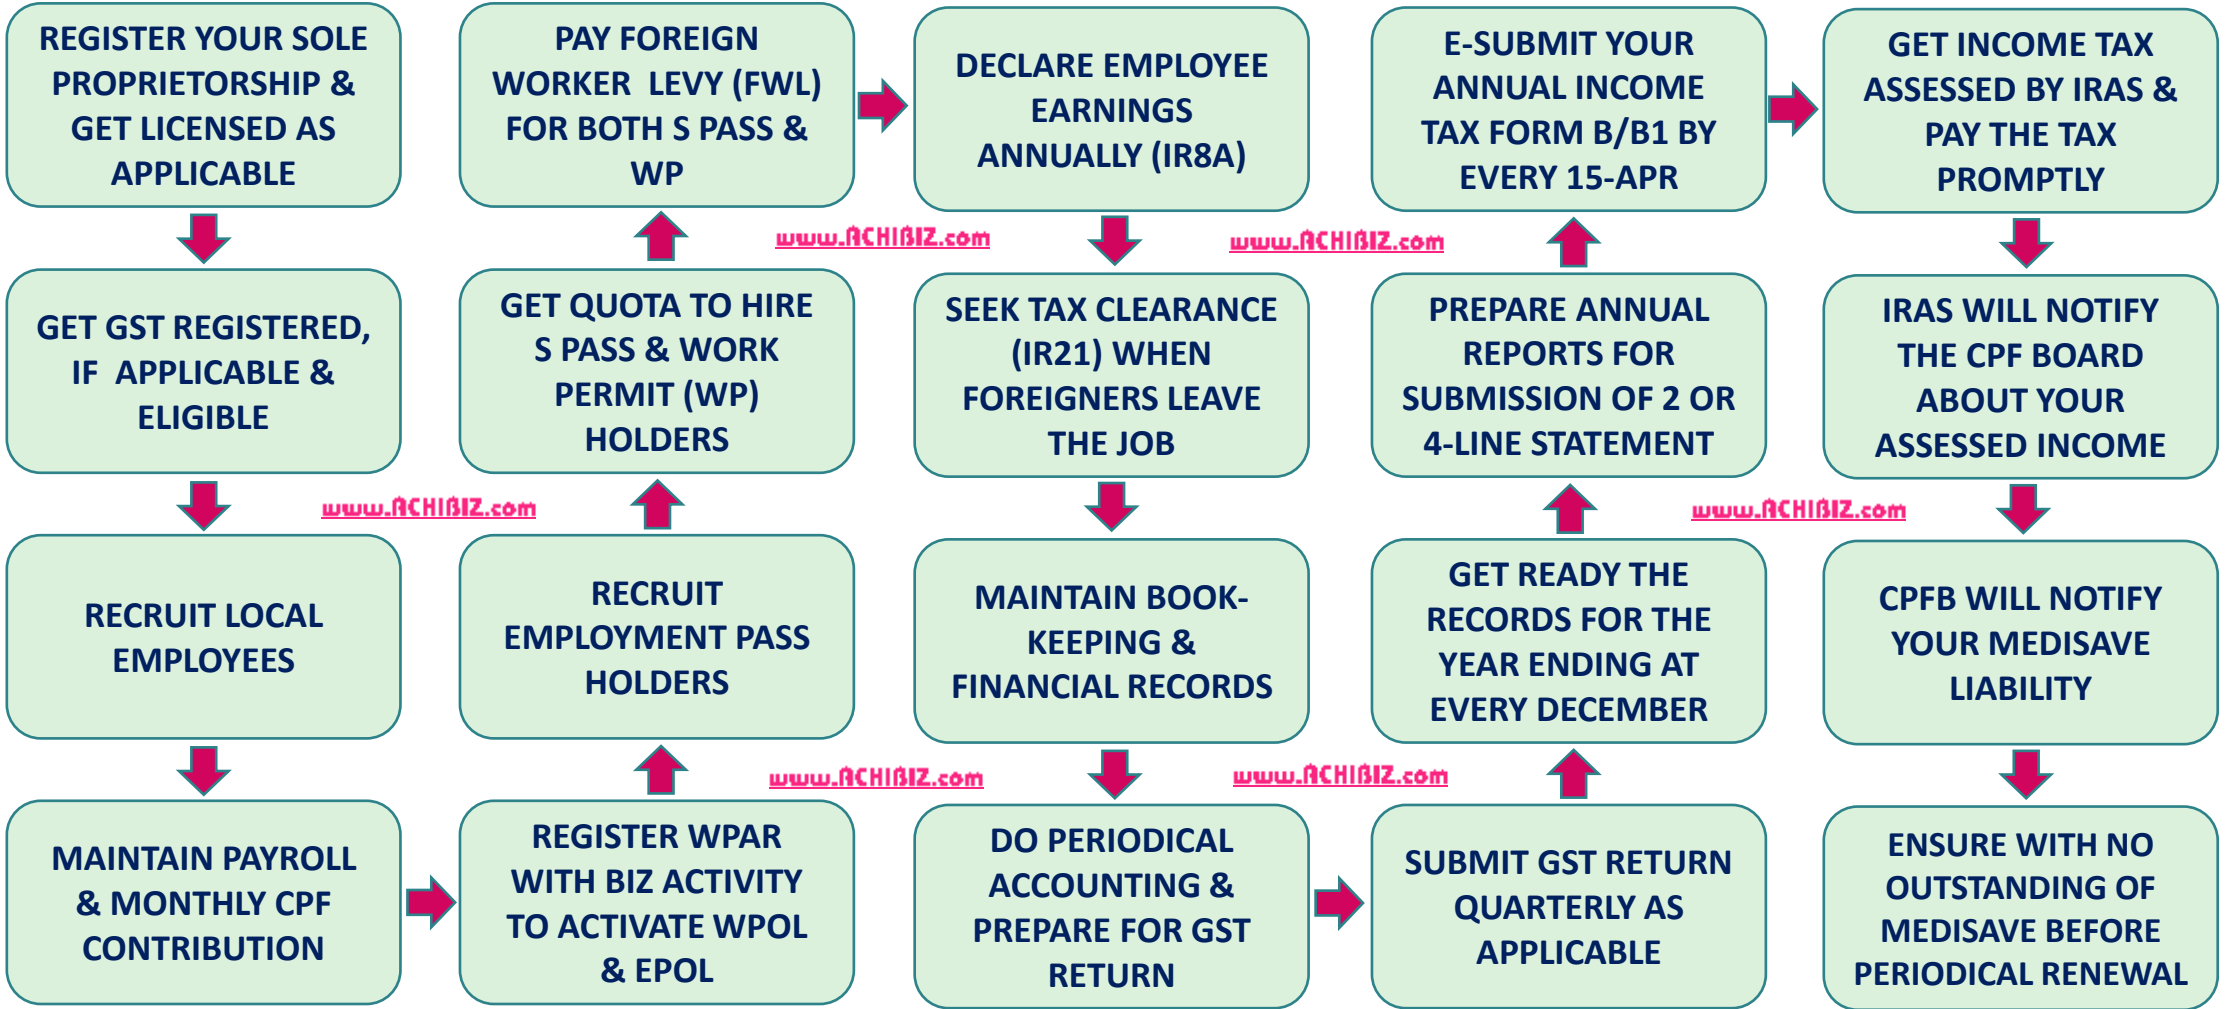 REGISTER YOUR SOLE
PROPRIETORSHIP &
GET LICENSED AS
APPLICABLE
GET GST REGISTERED,
IF APPLICABLE &
ELIGIBLE
RECRUIT LOCAL
EMPLOYEES
MAINTAIN PAYROLL
& MONTHLY CPF
CONTRIBUTION
REGISTER WPAR
WITH BIZ ACTIVITY
TO ACTIVATE WPOL
& EPOL
RECRUIT
EMPLOYMENT PASS
HOLDERS
GET QUOTA TO HIRE
S PASS & WORK
PERMIT (WP)
HOLDERS
PAY FOREIGN
WORKER LEVY (FWL)
FOR BOTH S PASS &
WP
DECLARE EMPLOYEE
EARNINGS
ANNUALLY (IR8A)
SEEK TAX CLEARANCE
(IR21) WHEN
FOREIGNERS LEAVE
THE JOB
MAINTAIN BOOK-
KEEPING &
FINANCIAL RECORDS
DO PERIODICAL
ACCOUNTING &
PREPARE FOR GST
RETURN
SUBMIT GST RETURN
QUARTERLY AS
APPLICABLE
GET READY THE
RECORDS FOR THE
YEAR ENDING AT
EVERY DECEMBER
PREPARE ANNUAL
REPORTS FOR
SUBMISSION OF 2 OR
4-LINE STATEMENT
E-SUBMIT YOUR
ANNUAL INCOME
TAX FORM B/B1 BY
EVERY 15-APR
GET INCOME TAX
ASSESSED BY IRAS &
PAY THE TAX
PROMPTLY
IRAS WILL NOTIFY
THE CPF BOARD
ABOUT YOUR
ASSESSED INCOME
CPFB WILL NOTIFY
YOUR MEDISAVE
LIABILITY
ENSURE WITH NO
OUTSTANDING OF
MEDISAVE BEFORE
PERIODICAL RENEWAL
www.ACHIBIZ.com
www.ACHIBIZ.com
www.ACHIBIZ.com
www.ACHIBIZ.com
www.ACHIBIZ.com
www.ACHIBIZ.com